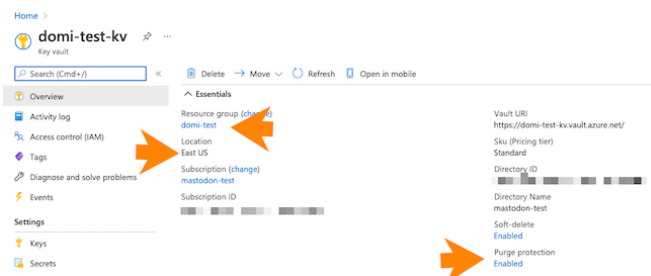 Home >
domi-test-kv
Key vault
Search (Cmd+/)
Overview
Activity log
Access control (IAM)
Tags
Diagnose and solve problems
Events
Settings
Keys
Secrets
Delete Move Refresh Open in mobile
Essentials
Resource group (change)
domi-test
Location
East US
Subscription (change)
mastodon-test
Subscription ID
Vault URI
https://domi-test-kv.vault.azure.net/
Sku (Pricing tier)
Standard
Directory ID
Directory Name
mastodon-test
Soft-delete
Enabled
Purge protection
Enabled